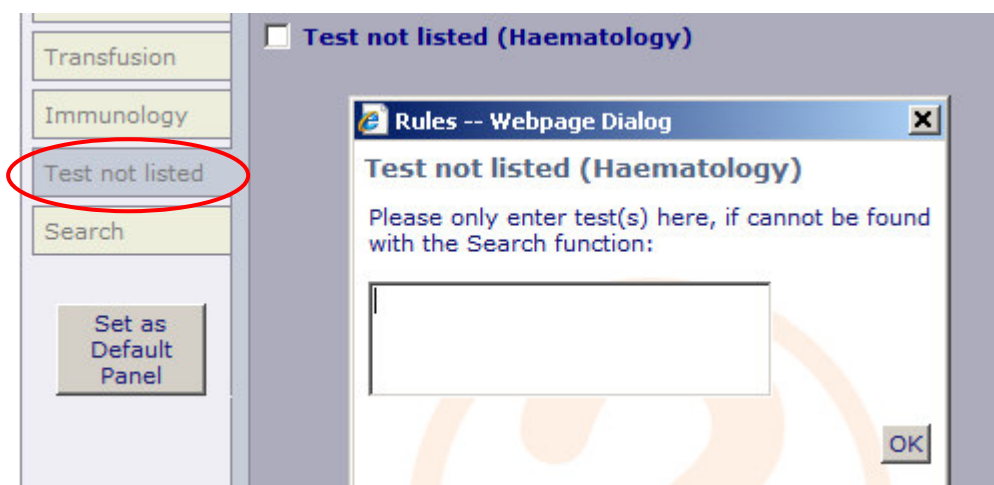 Transfusion
Immunology
Test not listed
Search
Set as
Default
Panel
Test not listed (Haematology)
Rules -- Webpage Dialog
Test not listed (Haematology)
Please only enter test(s) here, if cannot be found
with the Search function:
OK